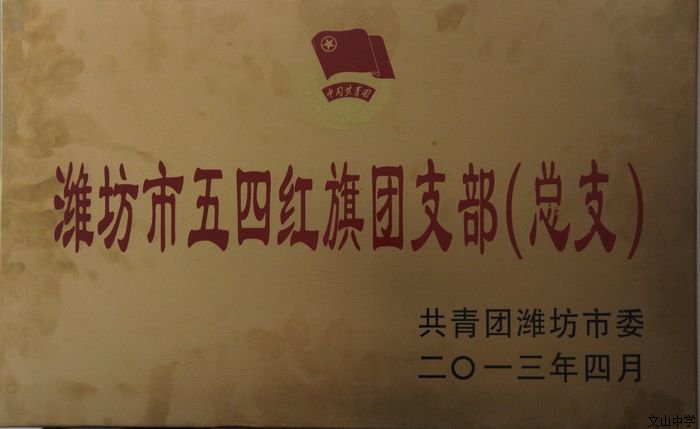 中国共青团
潍坊市五四红旗团支部(总支)
共青团潍坊市委
二〇一三年四月
文山中学